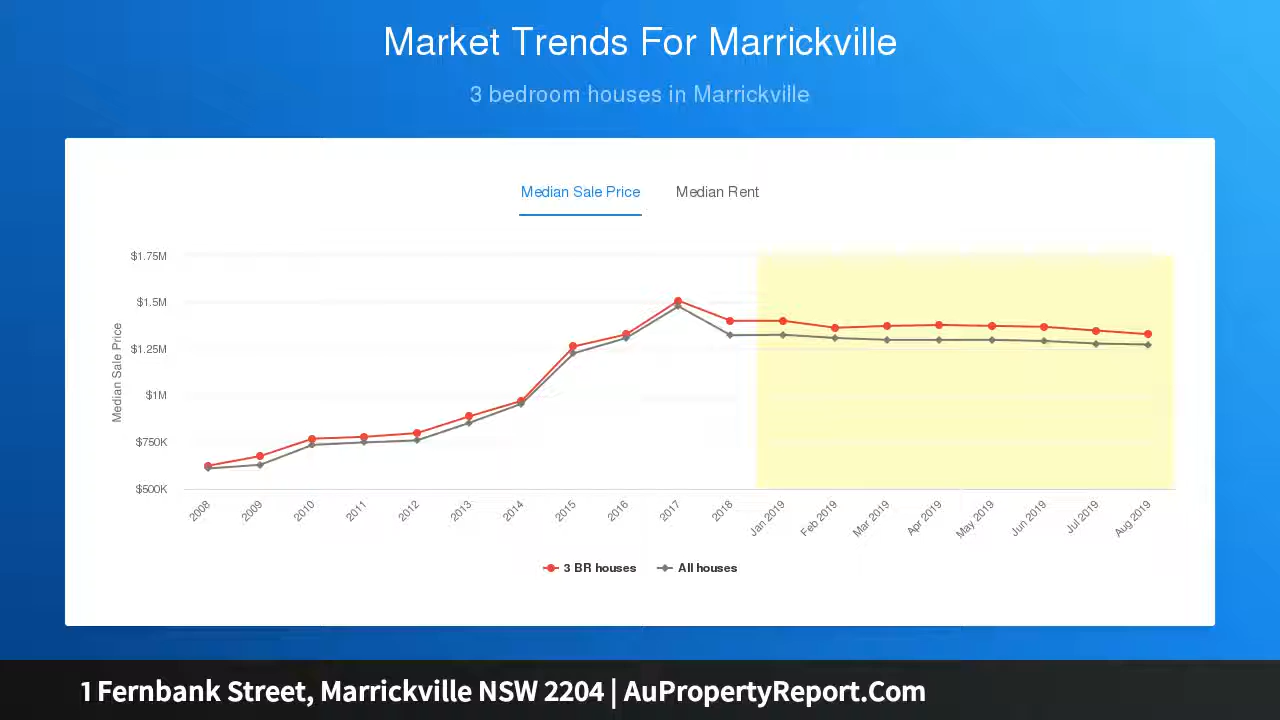 Market Trends For Marrickville
3 bedroom houses in Marrickville
Median Sale Price Median Rent
$1.75M
$1.5M
$1.25M
$1M
$750K
$500K
Median Sale Price
2008 2009 2010 2011 2012 2013 2014 2015 2016 2017 2018 Jan 2019 Feb 2019 Mar 2019 Apr 2019 May 2019 Jun 2019 Jul 2019 Aug 2019
3 BR houses All houses
1 Fernbank Street, Marrickville NSW 2204 | AuPropertyReport.Com